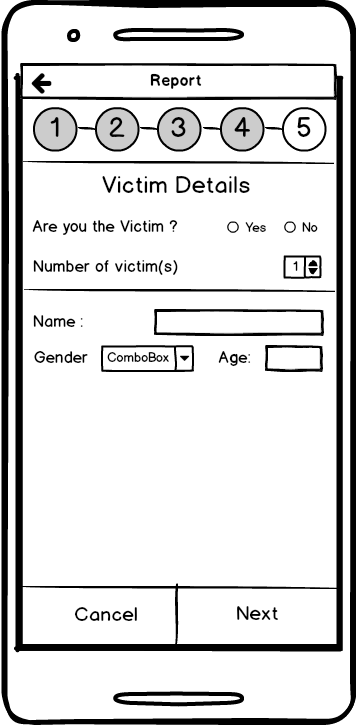 Report
1 2 3 4 5
Victim Details
Are you the Victim ? Yes No
Number of victim(s) 1
Name :
Gender ComboBox Age:
Cancel Next